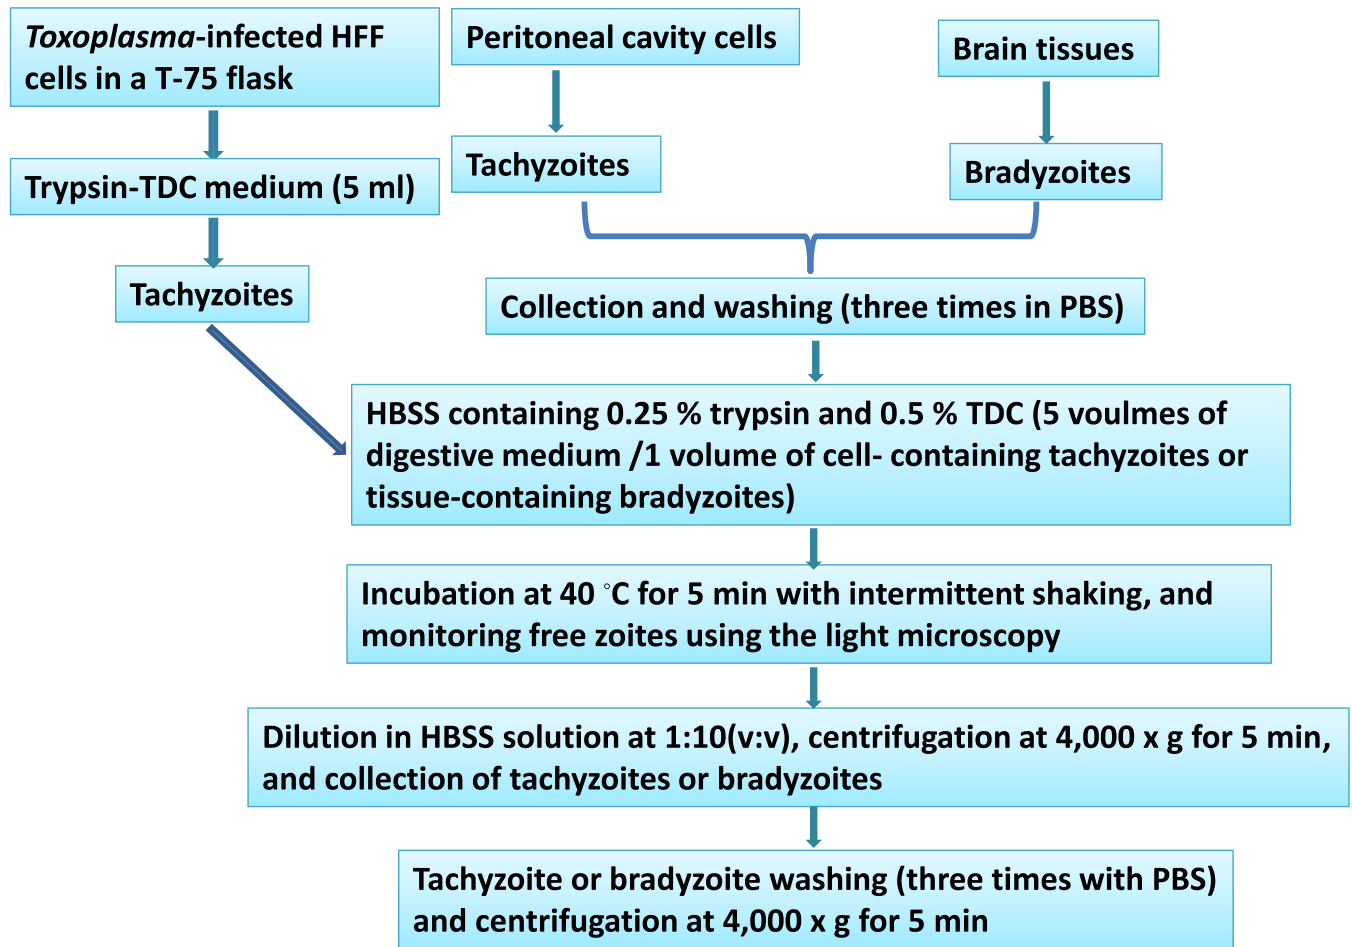 Toxoplasma-infected HFF
cells in a T-75 flask
Trypsin-TDC medium (5 ml)
Tachyzoites
Peritoneal cavity cells
Tachyzoites
Brain tissues
Bradyzoites
Collection and washing (three times in PBS)
HBSS containing 0.25 % trypsin and 0.5 % TDC (5 voulmes of
digestive medium /1 volume of cell- containing tachyzoites or
tissue-containing bradyzoites)
Incubation at 40 °C for 5 min with intermittent shaking, and
monitoring free zoites using the light microscopy
Dilution in HBSS solution at 1:10(v:v), centrifugation at 4,000 x g for 5 min,
and collection of tachyzoites or bradyzoites
Tachyzoite or bradyzoite washing (three times with PBS)
and centrifugation at 4,000 x g for 5 min